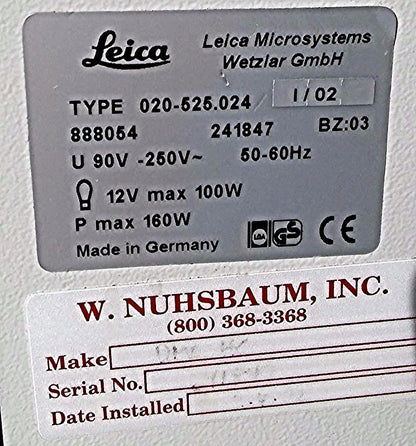 Leica
Leica Microsystems
Wetzlar GmbH
TYPE 020-525.024 I/02
888054 241847 BZ:03
U 90V -250V~ 50-60Hz
12V max 100W
P max 160W
Made in Germany
GS CE
W. NUHSBAUM, INC.
(800) 368-3368
Make
Serial No.
Date Installed